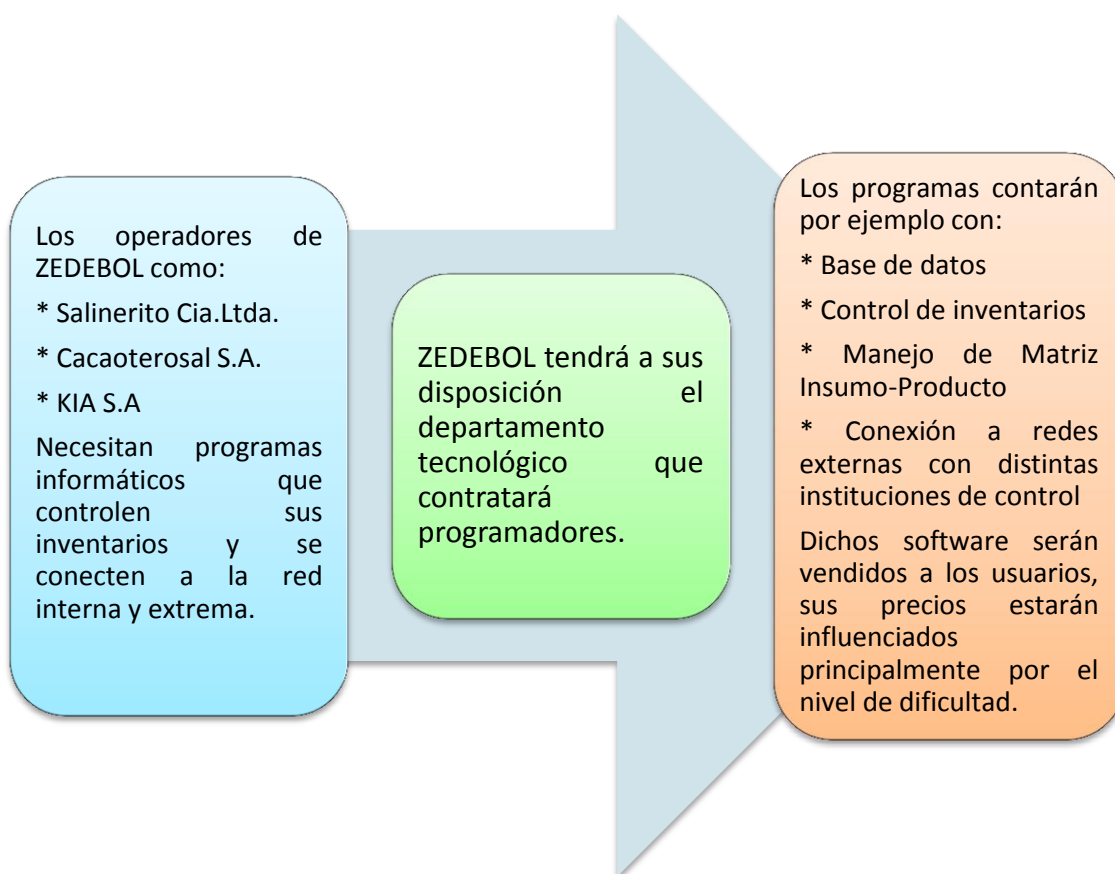 Los operadores de
ZEDEBOL como:
* Salinerito Cia.Ltda.
* Cacaoterosal S.A.
* KIA S.A
Necesitan programas
informáticos que
controlen sus
inventarios y se
conecten a la red
interna y extrema.
ZEDEBOL tendrá a sus
disposición el
departamento
tecnológico que
contratará
programadores.
Los programas contarán
por ejemplo con:
* Base de datos
* Control de inventarios
* Manejo de Matriz
Insumo-Producto
* Conexión a redes
externas con distintas
instituciones de control
Dichos software serán
vendidos a los usuarios,
sus precios estarán
influenciados
principalmente por el
nivel de dificultad.